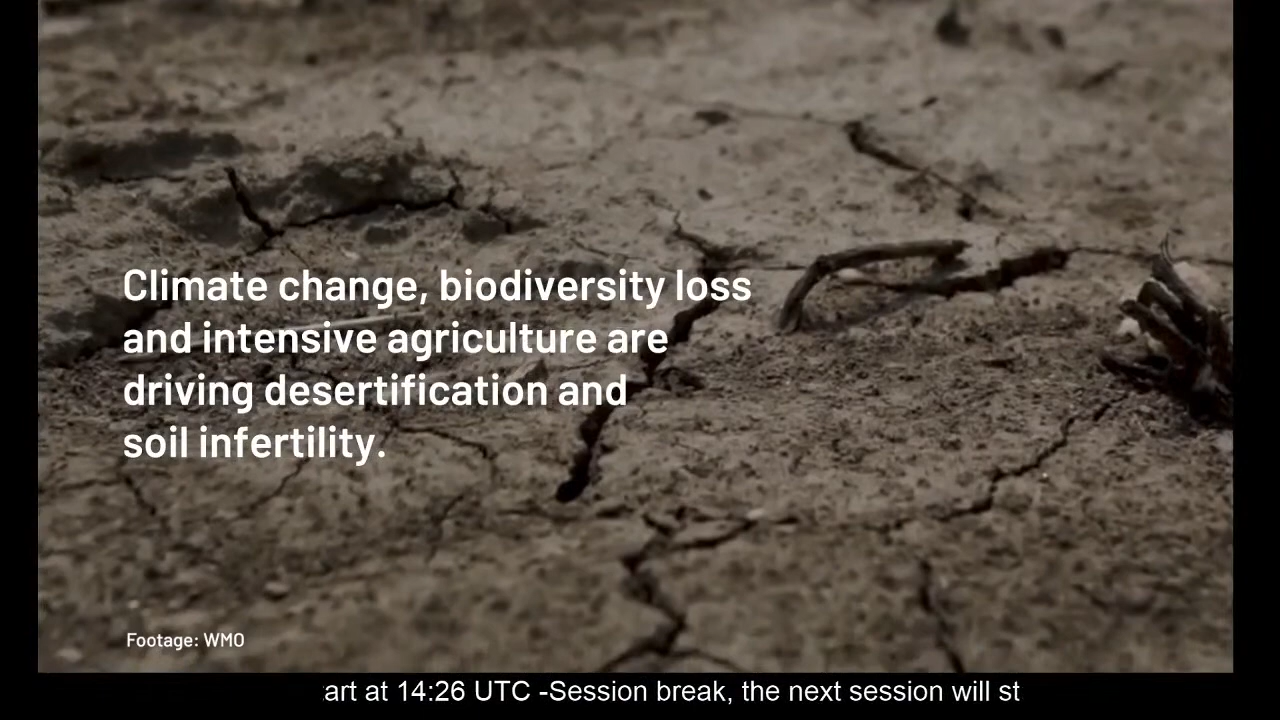 Climate change, biodiversity loss
and intensive agriculture are
driving desertification and
soil infertility.
Footage: WMO
art at 14:26 UTC -Session break, the next session will st